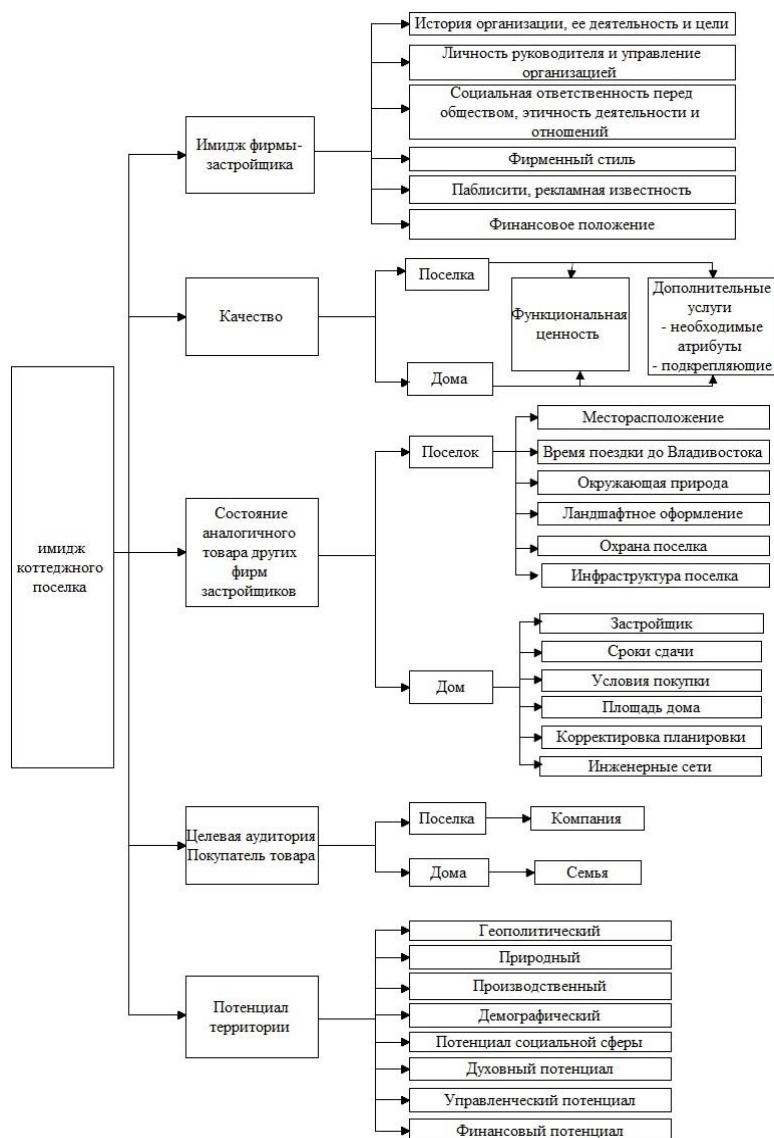 имидж
коттеджного
поселка
Имидж фирмы-
застройщика
История организации, ее деятельность и цели
Личность руководителя и управление
организацией
Социальная ответственность перед
обществом, этичность деятельности и
отношений
Фирменный стиль
Паблисити, рекламная известность
Финансовое положение
Качество
Поселка
Дома
Функциональная
ценность
Дополнительные
услуги
- необходимые
атрибуты
- подкрепляющие
Состояние
аналогичного
товара других
фирм
застройщиков
Поселок
Месторасположение
Время поездки до Владивостока
Окружающая природа
Ландшафтное оформление
Охрана поселка
Инфраструктура поселка
Дом
Застройщик
Сроки сдачи
Условия покупки
Площадь дома
Корректировка планировки
Инженерные сети
Целевая аудитория
Покупатель товара
Поселка
Компания
Дома
Семья
Потенциал
территории
Геополитический
Природный
Производственный
Демографический
Потенциал социальной сферы
Духовный потенциал
Управленческий потенциал
Финансовый потенциал